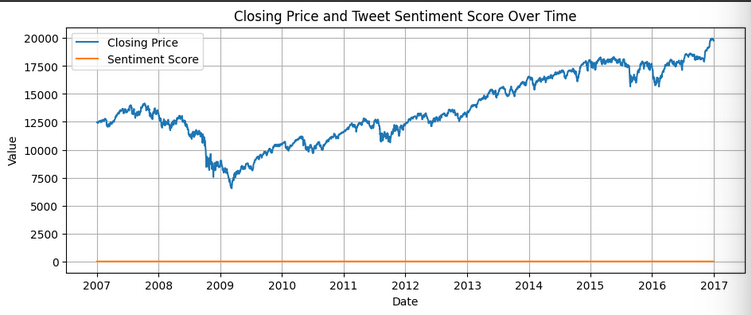 Closing Price and Tweet Sentiment Score Over Time
Closing Price
Sentiment Score
20000
17500
15000
12500
10000
7500
5000
2500
0
Value
2007 2008 2009 2010 2011 2012 2013 2014 2015 2016 2017
Date